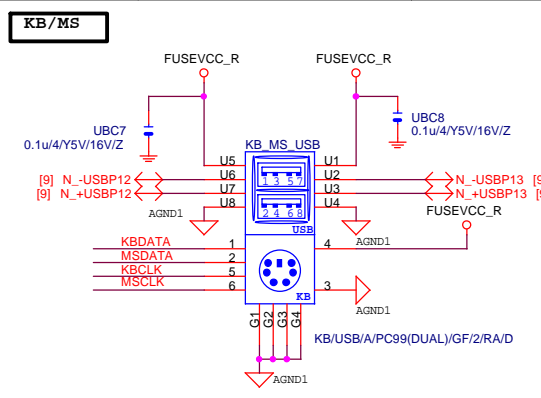 KB/MS
FUSEVCC_R FUSEVCC_R
UBC7
0.1u/4/Y5V/16V/Z
UBC8
0.1u/4/Y5V/16V/Z
KB_MS_USB
U5 U1
[9] N_-USBP12 U6 U2 N_-USBP13
[9] N_+USBP12 U7 U3 N_+USBP13
U8 U4
1 3 5 7
2 4 6 8
AGND1 FUSEVCC_R
USB
AGND1
KBDATA 1 4
MSDATA 2
KBCLK 5
MSCLK 6 3
KB
AGND1
G1 G2 G3 G4
KB/USB/A/PC99(DUAL)/GF/2/RA/D
AGND1